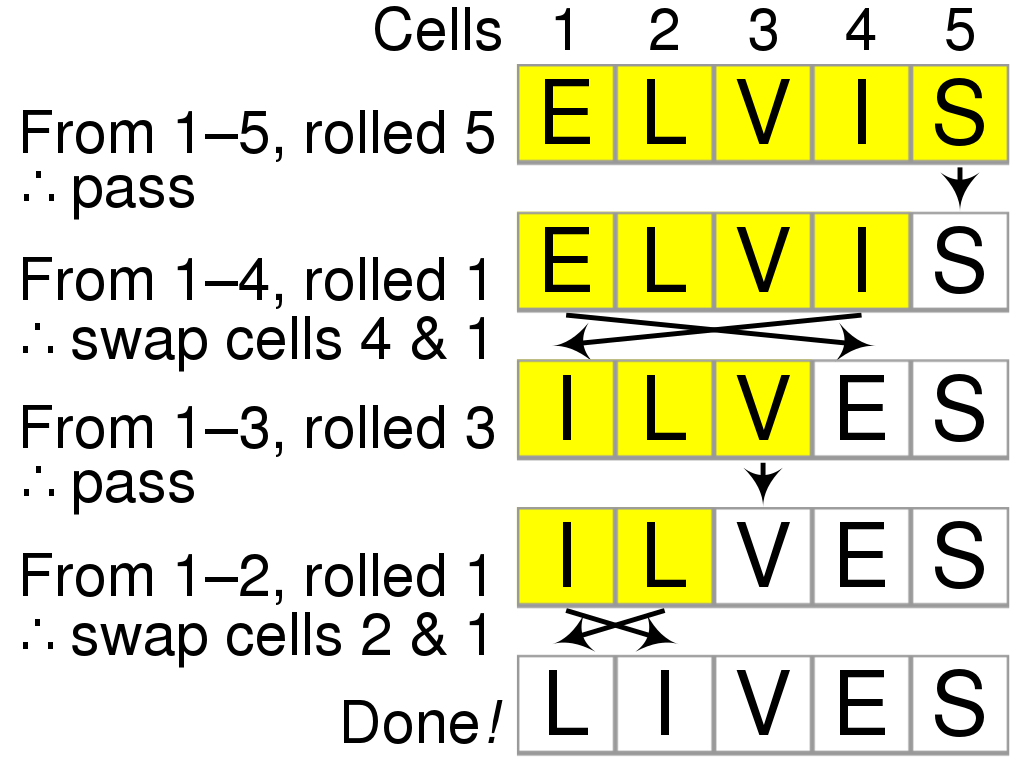 Cells 1 2 3 4 5
E L V I S
From 1–5, rolled 5
∴ pass
E L V I S
From 1–4, rolled 1
∴ swap cells 4 & 1
I L V E S
From 1–3, rolled 3
∴ pass
I L V E S
From 1–2, rolled 1
∴ swap cells 2 & 1
L I V E S
Done!